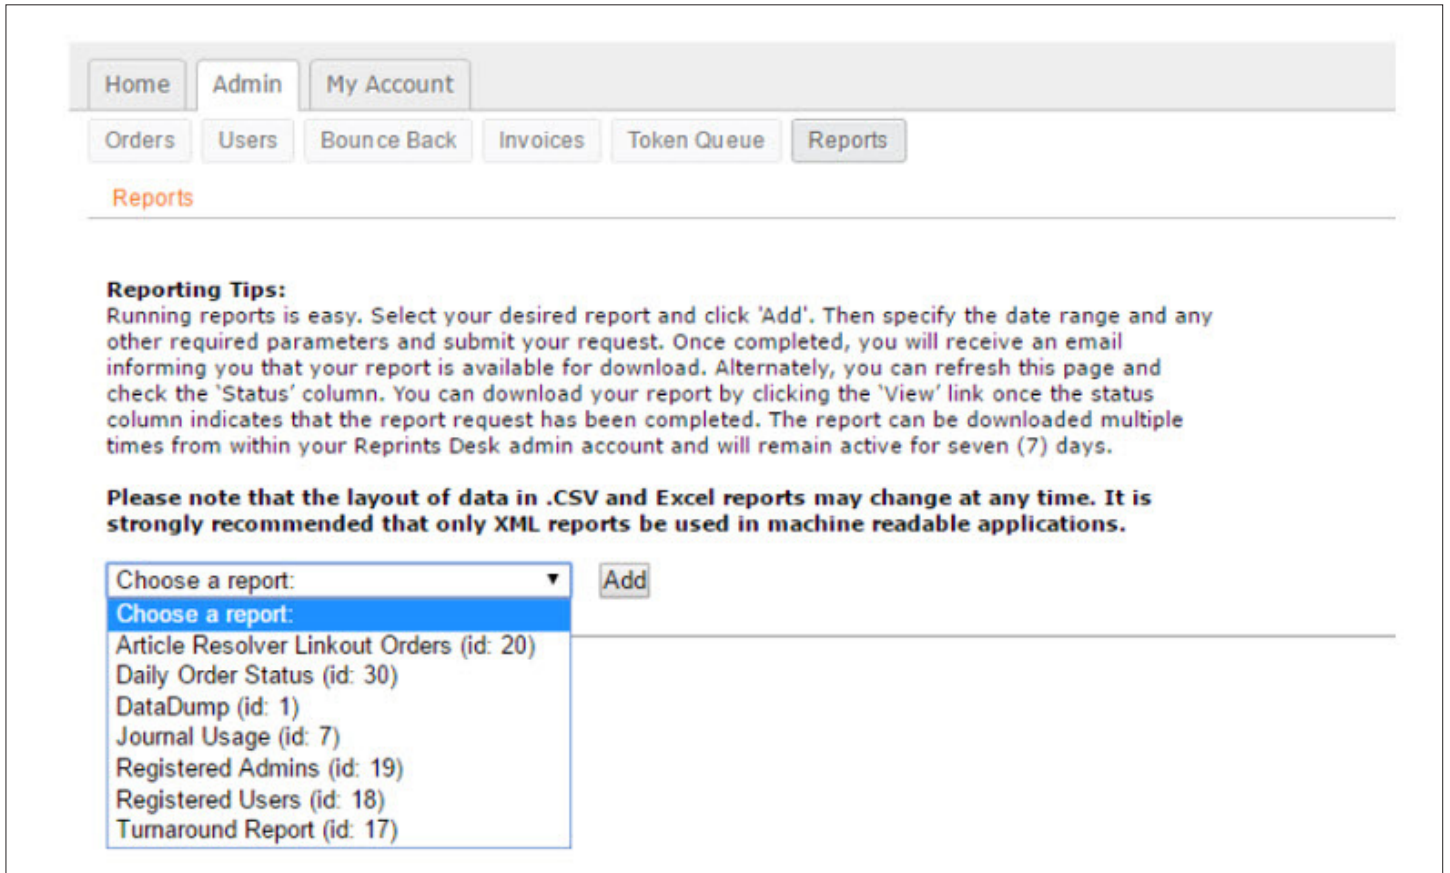 Home Admin My Account
Orders Users Bounce Back Invoices Token Queue Reports
Reports
Reporting Tips:
Running reports is easy. Select your desired report and click 'Add'. Then specify the date range and any
other required parameters and submit your request. Once completed, you will receive an email
informing you that your report is available for download. Alternately, you can refresh this page and
check the ‘Status’ column. You can download your report by clicking the ‘View’ link once the status
column indicates that the report request has been completed. The report can be downloaded multiple
times from within your Reprints Desk admin account and will remain active for seven (7) days.
Please note that the layout of data in .CSV and Excel reports may change at any time. It is
strongly recommended that only XML reports be used in machine readable applications.
Choose a report: Add
Choose a report:
Article Resolver Linkout Orders (id: 20)
Daily Order Status (id: 30)
DataDump (id: 1)
Journal Usage (id: 7)
Registered Admins (id: 19)
Registered Users (id: 18)
Turnaround Report (id: 17)